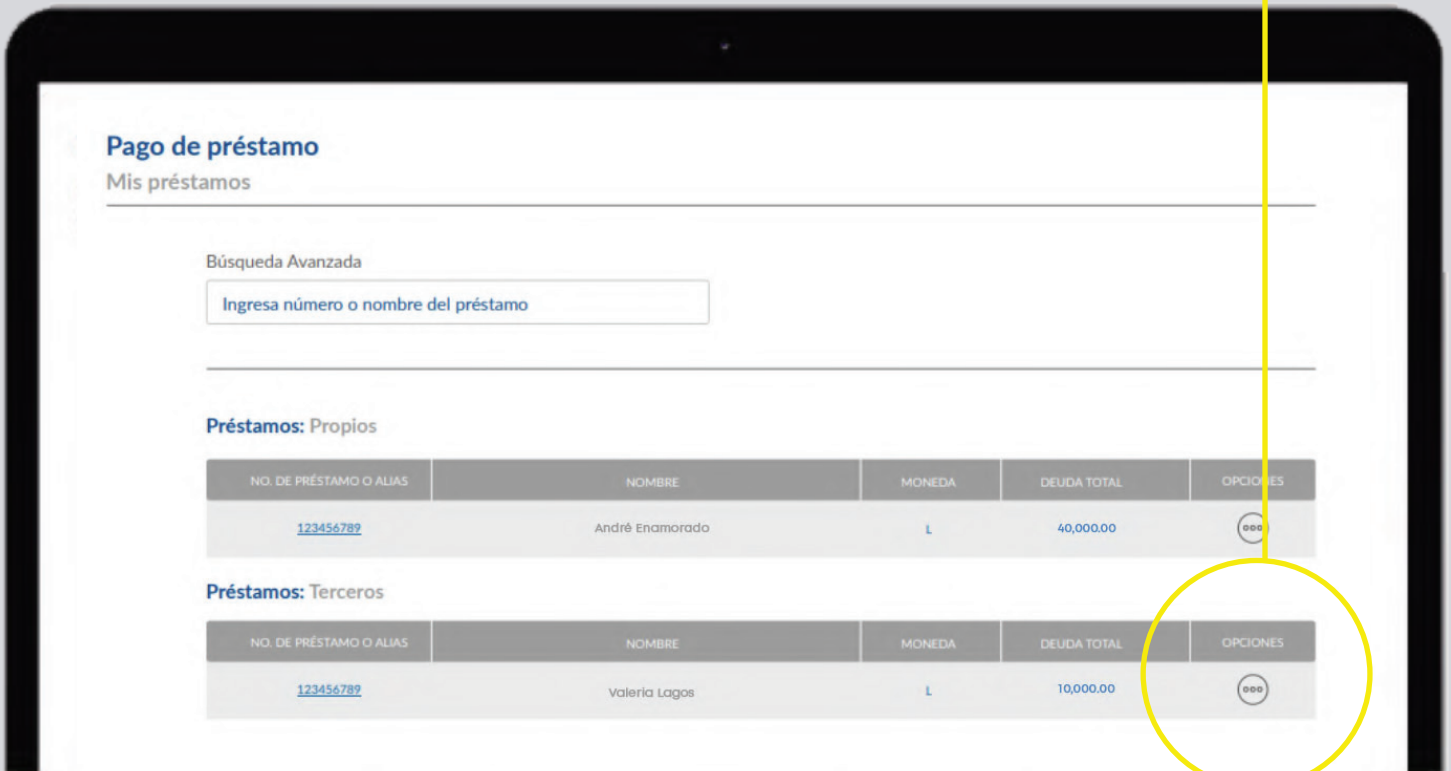 Pago de préstamo
Mis préstamos
Búsqueda Avanzada
Ingresa número o nombre del préstamo
Préstamos: Propios
NO. DE PRÉSTAMO O ALIAS NOMBRE MONEDA DEUDA TOTAL OPCIONES
123456789 André Enamorado L 40,000.00
Préstamos: Terceros
NO. DE PRÉSTAMO O ALIAS NOMBRE MONEDA DEUDA TOTAL OPCIONES
123456789 Valeria Lagos L 10,000.00